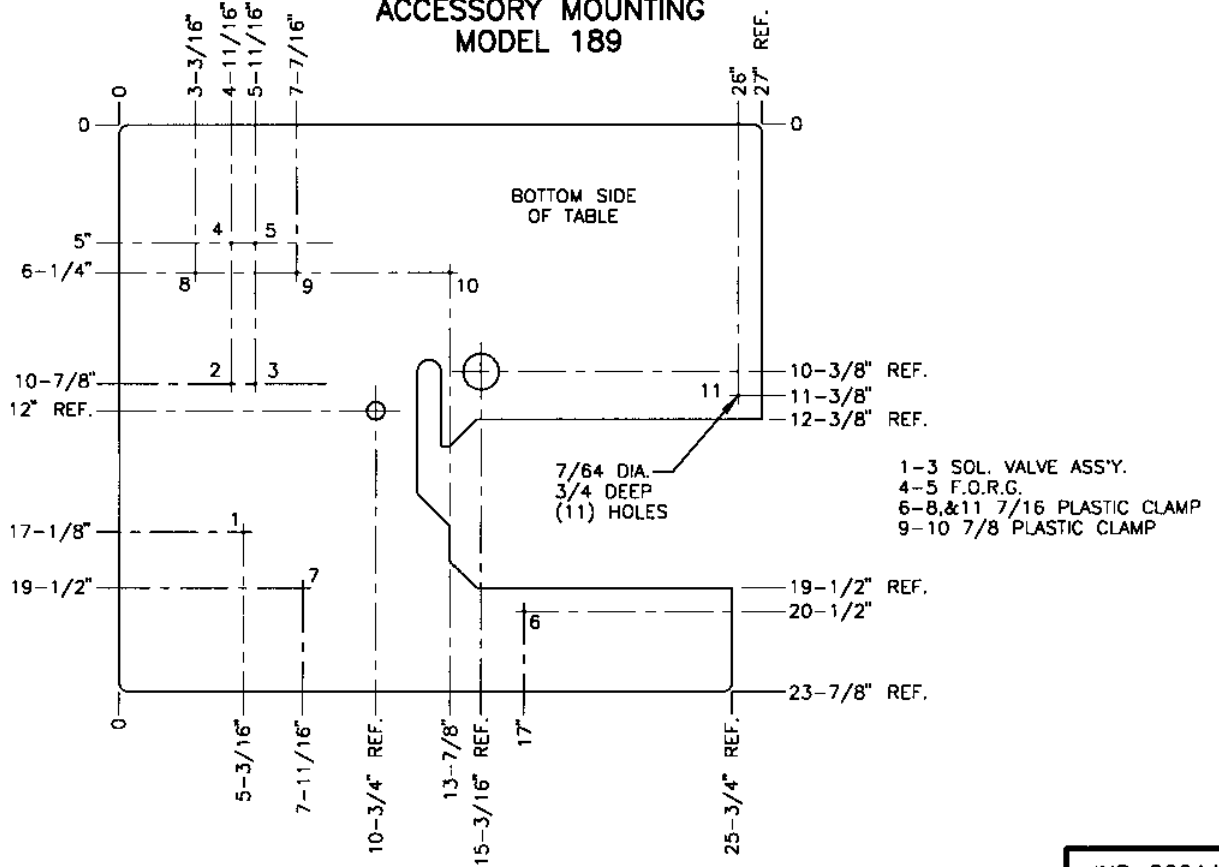 ACCESSORY MOUNTING
MODEL 189
0
3-3/16"
4-11/16"
5-11/16"
7-7/16"
26"
27" REF.
0
0
BOTTOM SIDE
OF TABLE
5"
4
5
6-1/4"
8
9
10
10-7/8"
2
3
12" REF.
10-3/8" REF.
11
11-3/8"
12-3/8" REF.
7/64 DIA.
3/4 DEEP
(11) HOLES
1-3 SOL. VALVE ASS'Y.
4-5 F.O.R.G.
6-8,&11 7/16 PLASTIC CLAMP
9-10 7/8 PLASTIC CLAMP
17-1/8"
1
19-1/2"
7
19-1/2" REF.
20-1/2"
6
23-7/8" REF.
0
5-3/16"
7-11/16"
10-3/4" REF.
13-7/8"
15-3/16" REF.
17"
25-3/4" REF.